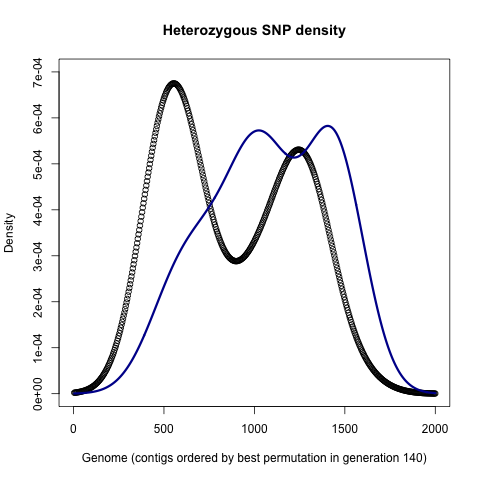 Heterozygous SNP density
Density
7e-04
6e-04
5e-04
4e-04
3e-04
2e-04
1e-04
0e+00
0 500 1000 1500 2000
Genome (contigs ordered by best permutation in generation 140)